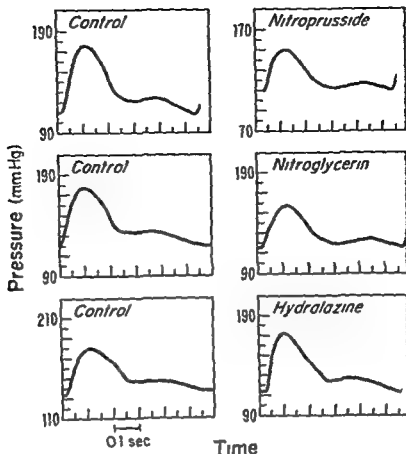 190
Control
90
170
Nitroprusside
70
Pressure (mmHg)
190
Control
90
190
Nitroglycerin
90
210
Control
110
190
Hydralazine
90
0.1 sec
Time